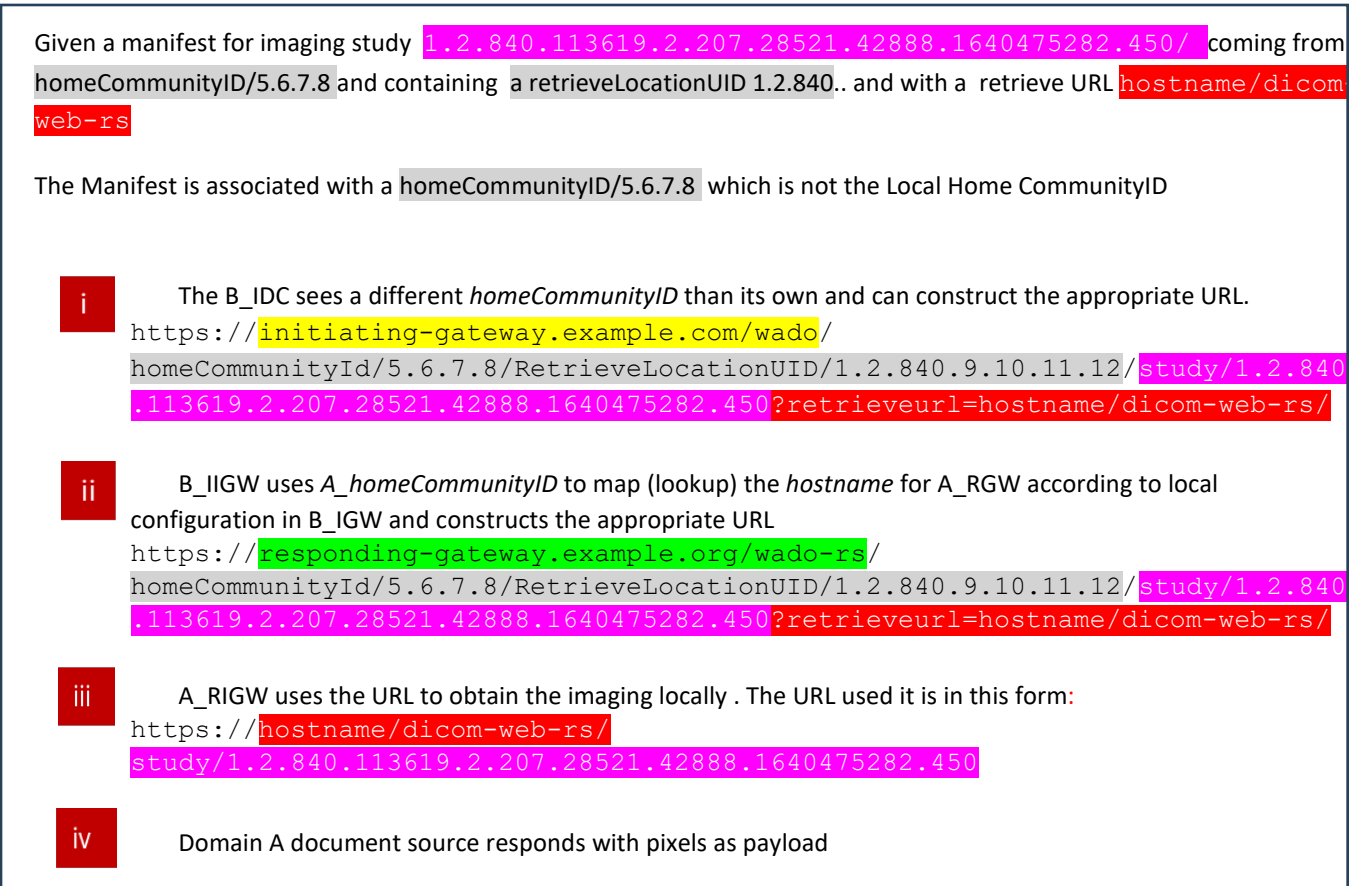 Given a manifest for imaging study 1.2.840.113619.2.207.28521.42888.1640475282.450/ coming from
homeCommunityID/5.6.7.8 and containing a retrieveLocationUID 1.2.840.. and with a retrieve URL hostname/dicom-
web-rs
The Manifest is associated with a homeCommunityID/5.6.7.8 which is not the Local Home CommunityID
i The B_IDC sees a different homeCommunityID than its own and can construct the appropriate URL.
https://initiating-gateway.example.com/wado/
homeCommunityId/5.6.7.8/RetrieveLocationUID/1.2.840.9.10.11.12/study/1.2.840
.113619.2.207.28521.42888.1640475282.450?retrieveurl=hostname/dicom-web-rs/
ii B_IIGW uses A_homeCommunityID to map (lookup) the hostname for A_RGW according to local
configuration in B_IGW and constructs the appropriate URL
https://responding-gateway.example.org/wado-rs/
homeCommunityId/5.6.7.8/RetrieveLocationUID/1.2.840.9.10.11.12/study/1.2.840
.113619.2.207.28521.42888.1640475282.450?retrieveurl=hostname/dicom-web-rs/
iii A_RIGW uses the URL to obtain the imaging locally . The URL used it is in this form:
https://hostname/dicom-web-rs/
study/1.2.840.113619.2.207.28521.42888.1640475282.450
iv Domain A document source responds with pixels as payload